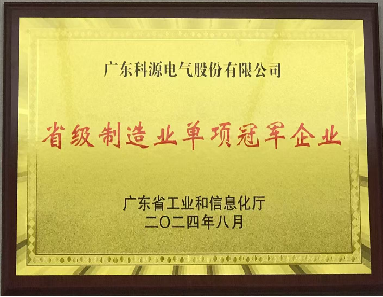 广东科源电气股份有限公司
省级制造业单项冠军企业
广东省工业和信息化厅
二〇二四年八月